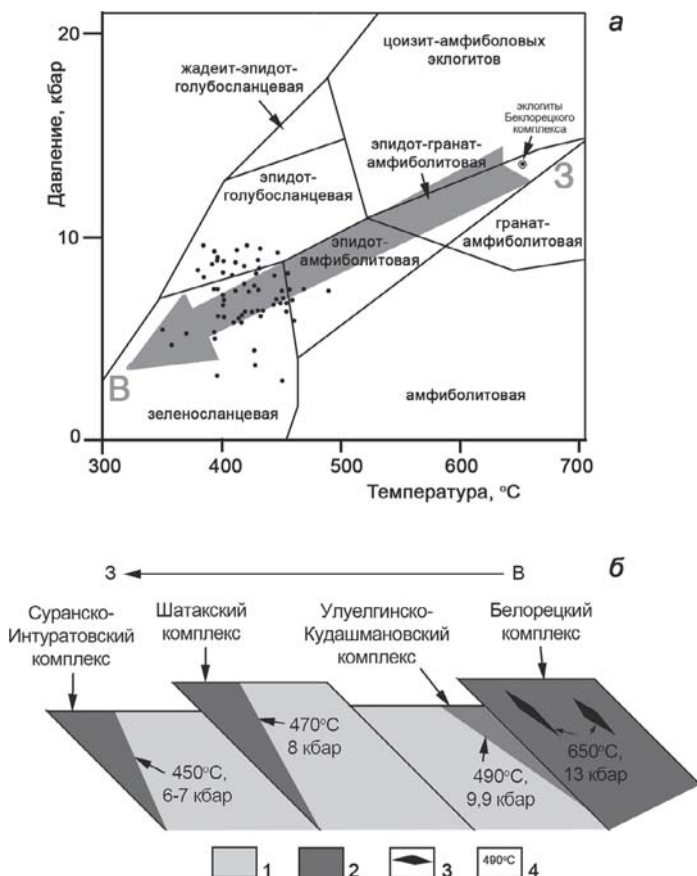 а
20
10
0
Давление, кбар
цоизит-амфиболовых
эклогитов
жадеит-эпидот-
голубосланцевая
эклогиты
Беклорецкого
комплекса
эпидот-гранат-
амфиболитовая
З
эпидот-
голубосланцевая
гранат-
амфиболитовая
эпидот-
амфиболитовая
В
зеленосланцевая
амфиболитовая
300
400
500
600
700
Температура, °С
б
З
В
Суранско-
Интуратовский
комплекс
Шатакский
комплекс
Улуелгинско-
Кудашмановский
комплекс
Белорецкий
комплекс
450°С,
6-7 кбар
470°С
8 кбар
490°С,
9,9 кбар
650°С,
13 кбар
1
2
3
490°С
4